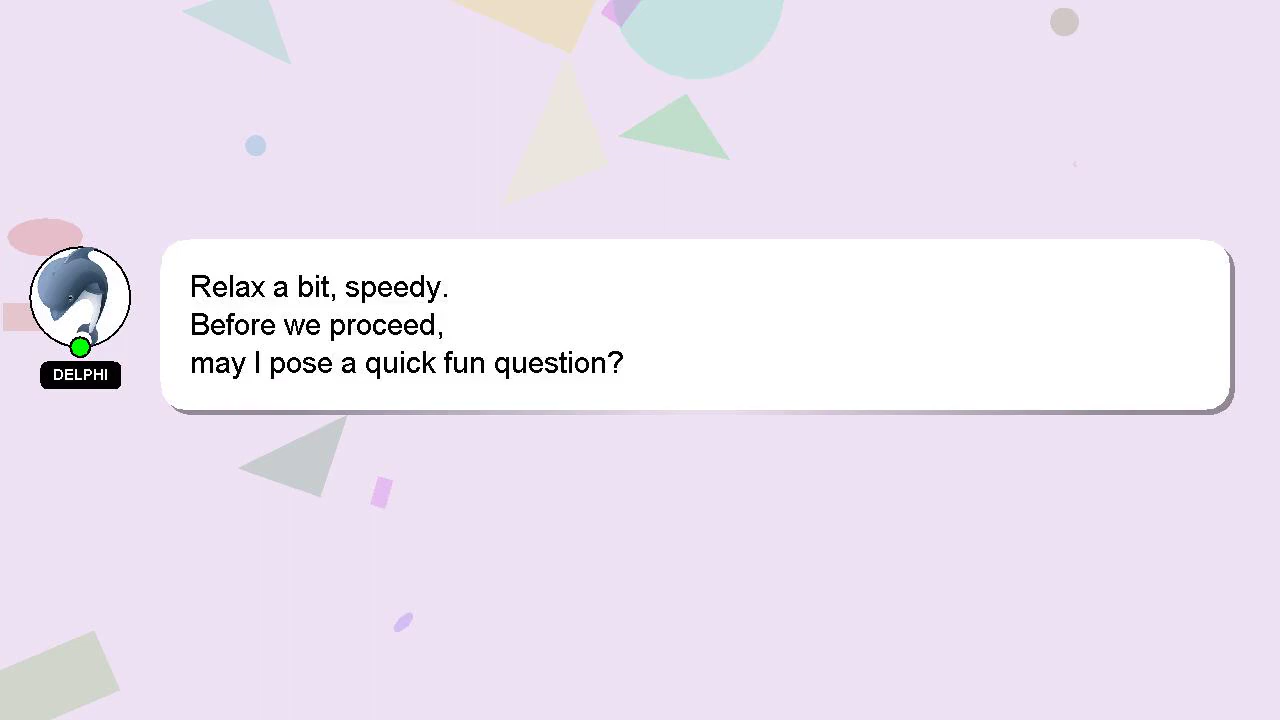 Relax a bit, speedy.
Before we proceed,
may I pose a quick fun question?
DELPHI